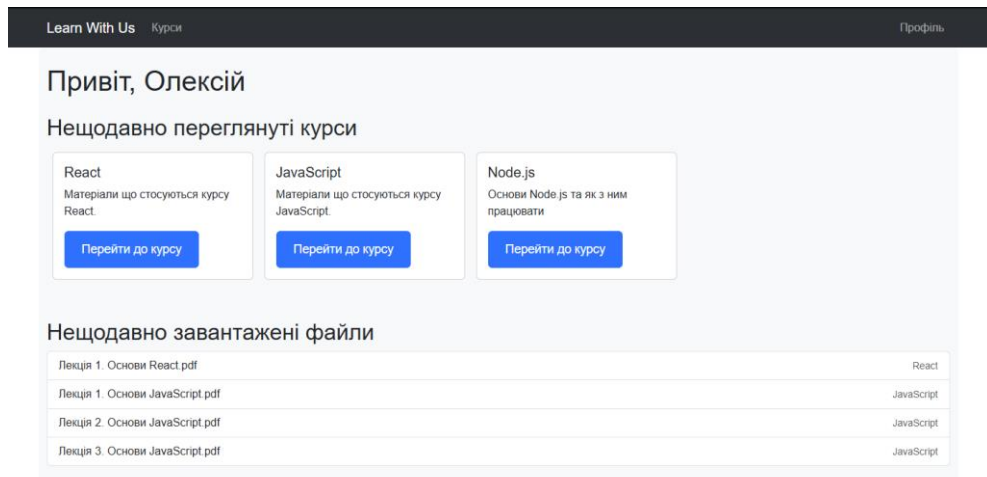 Learn With Us Курси Профіль
Привіт, Олексій
Нещодавно переглянуті курси
React
Матеріали що стосуються курсу
React.
Перейти до курсу
JavaScript
Матеріали що стосуються курсу
JavaScript.
Перейти до курсу
Node.js
Основи Node.js та як з ним
працювати
Перейти до курсу
Нещодавно завантажені файли
Лекція 1. Основи React.pdf React
Лекція 1. Основи JavaScript.pdf JavaScript
Лекція 2. Основи JavaScript.pdf JavaScript
Лекція 3. Основи JavaScript.pdf JavaScript